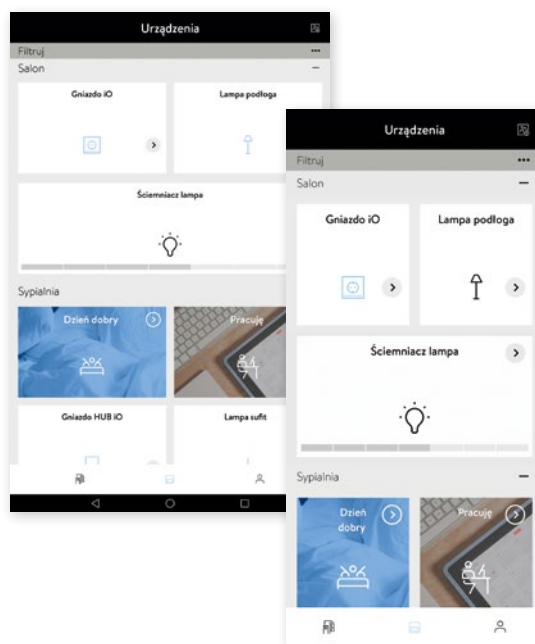 Urządzenia
Filtruj
Salon
Gniazdo iO
Lampa podłoga
Ściemniacz lampa
Sypialnia
Dzień dobry
Pracuję
Gniazdo HUB iO
Lampa sufit
Urządzenia
Filtruj
Salon
Gniazdo iO
Lampa podłoga
Ściemniacz lampa
Sypialnia
Dzień
dobry
Pracuję